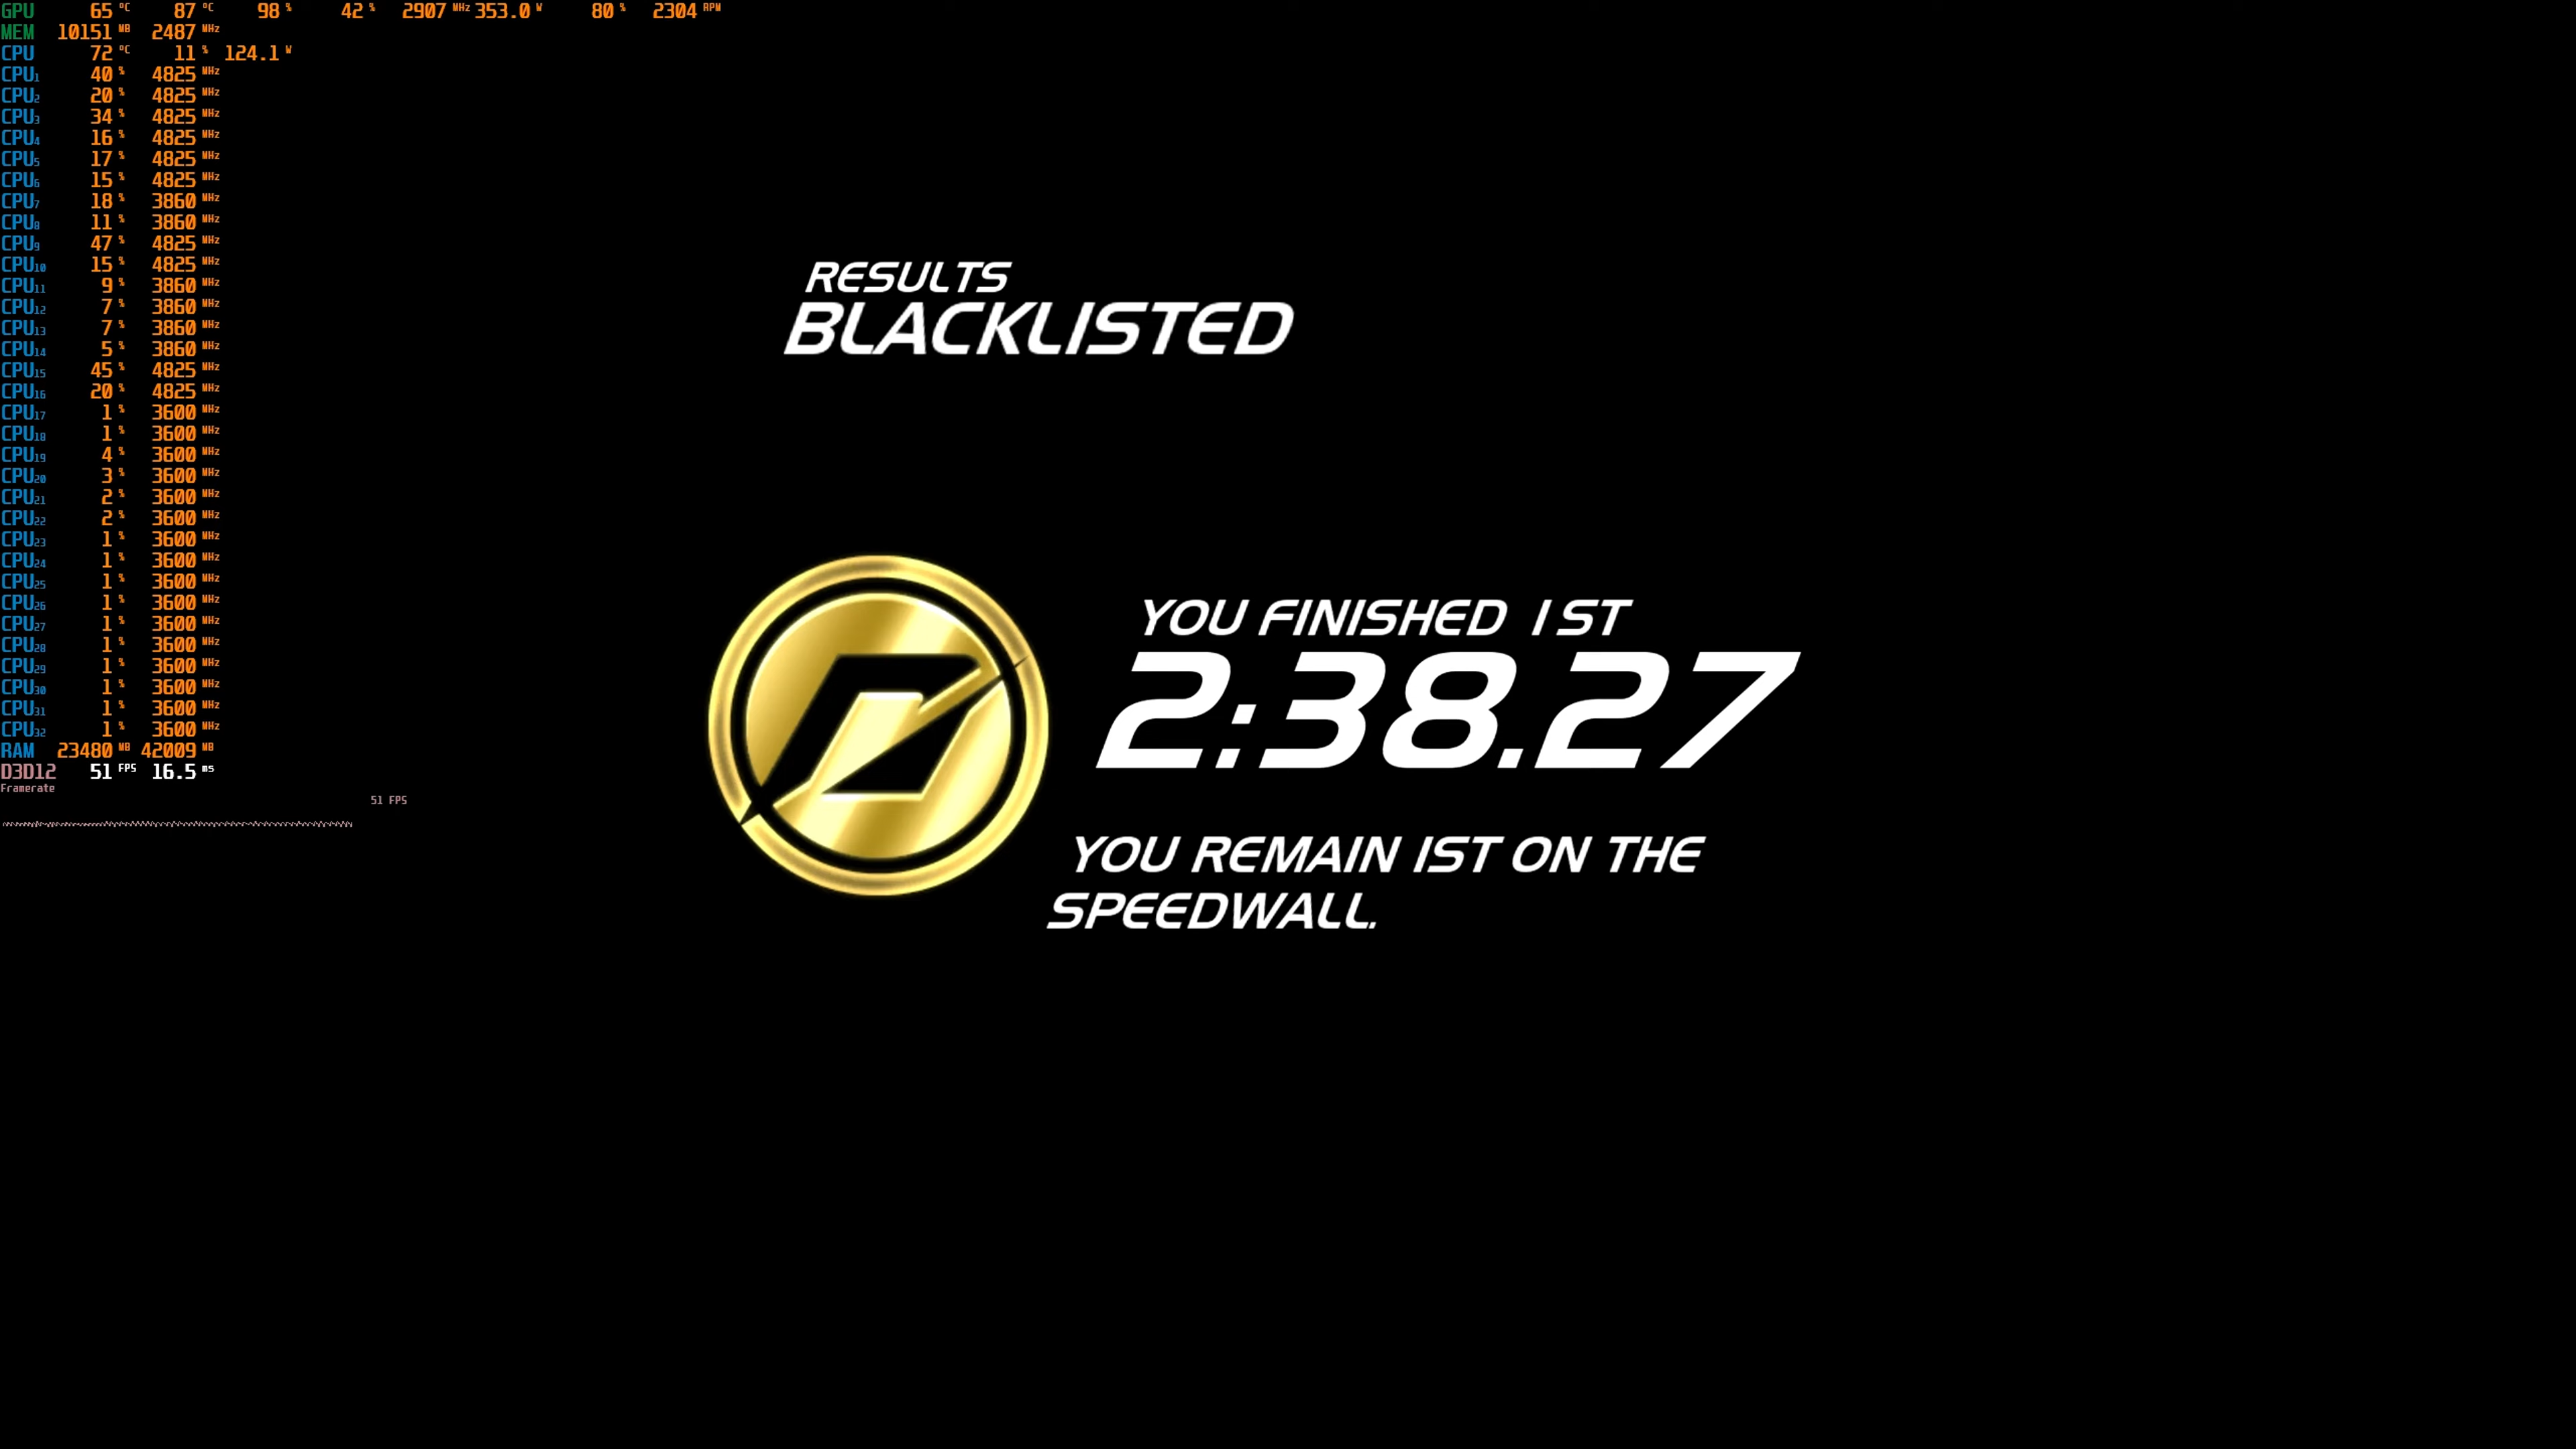 GPU 65 °C 87 °C 98 % 42 % 2907 MHz 353.0 W 80 % 2304 RPM
MEM 10151 MB 2487 MHz
CPU 72 °C 11 % 124.1 W
CPU1 40 % 4825 MHz
CPU2 20 % 4825 MHz
CPU3 34 % 4825 MHz
CPU4 16 % 4825 MHz
CPU5 17 % 4825 MHz
CPU6 15 % 4825 MHz
CPU7 18 % 3860 MHz
CPU8 11 % 3860 MHz
CPU9 47 % 4825 MHz
CPU10 15 % 4825 MHz
CPU11 9 % 3860 MHz
CPU12 7 % 3860 MHz
CPU13 7 % 3860 MHz
CPU14 5 % 3860 MHz
CPU15 45 % 4825 MHz
CPU16 20 % 4825 MHz
CPU17 1 % 3600 MHz
CPU18 1 % 3600 MHz
CPU19 4 % 3600 MHz
CPU20 3 % 3600 MHz
CPU21 2 % 3600 MHz
CPU22 2 % 3600 MHz
CPU23 1 % 3600 MHz
CPU24 1 % 3600 MHz
CPU25 1 % 3600 MHz
CPU26 1 % 3600 MHz
CPU27 1 % 3600 MHz
CPU28 1 % 3600 MHz
CPU29 1 % 3600 MHz
CPU30 1 % 3600 MHz
CPU31 1 % 3600 MHz
CPU32 1 % 3600 MHz
RAM 23480 MB 42009 MB
D3D12 51 FPS 16.5 ms
Framerate
51 FPS
RESULTS
BLACKLISTED
YOU FINISHED 1ST
2:38.27
YOU REMAIN 1ST ON THE
SPEEDWALL.